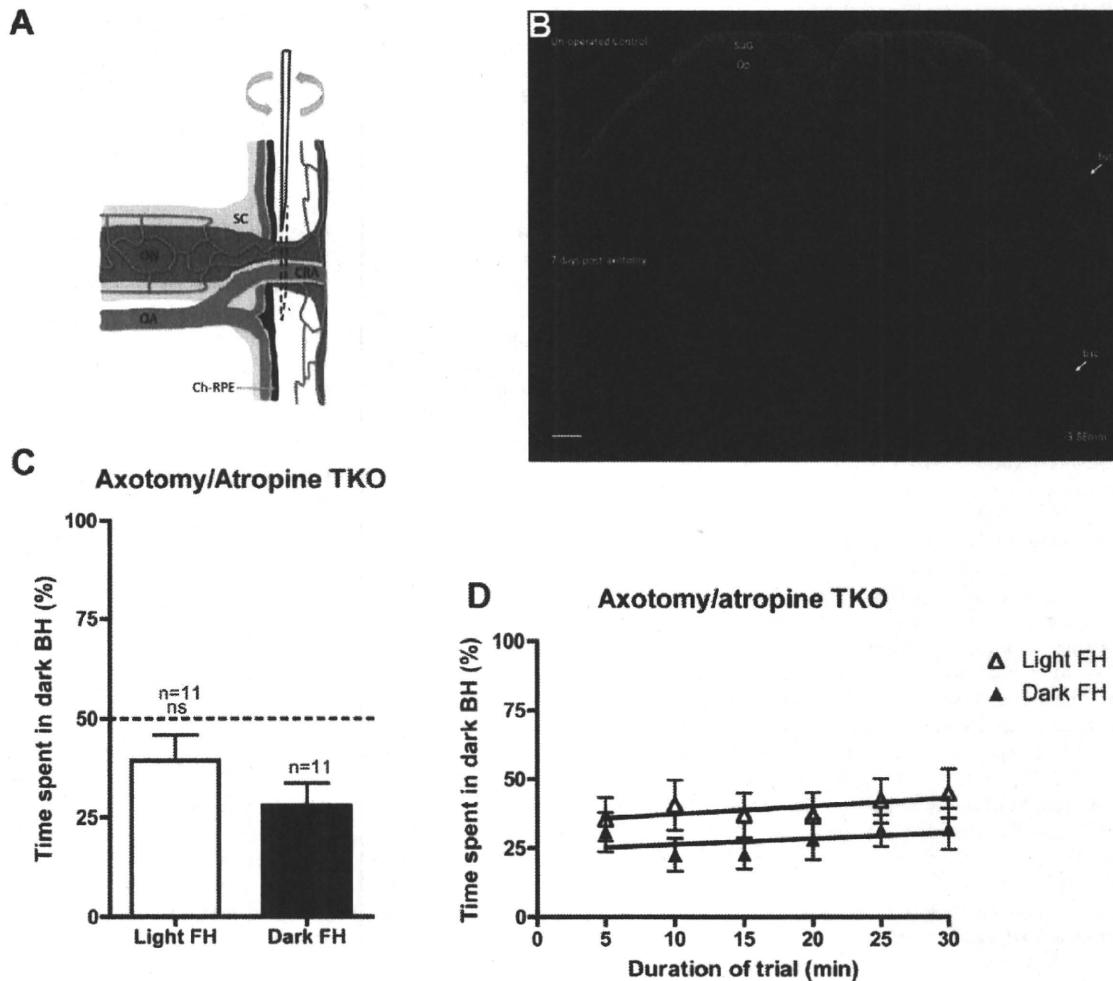 A
SC
ON
CRA
OA
Ch-RPE
B
Un-operated Control
SuG
Op
7 days post-axotomy
bsc
C
Axotomy/Atropine TKO
Time spent in dark BH (%)
100
75
50
25
0
n=11
ns
n=11
Light FH
Dark FH
D
Axotomy/atropine TKO
Time spent in dark BH (%)
100
75
50
25
0
0
5
10
15
20
25
30
Duration of trial (min)
Light FH
Dark FH